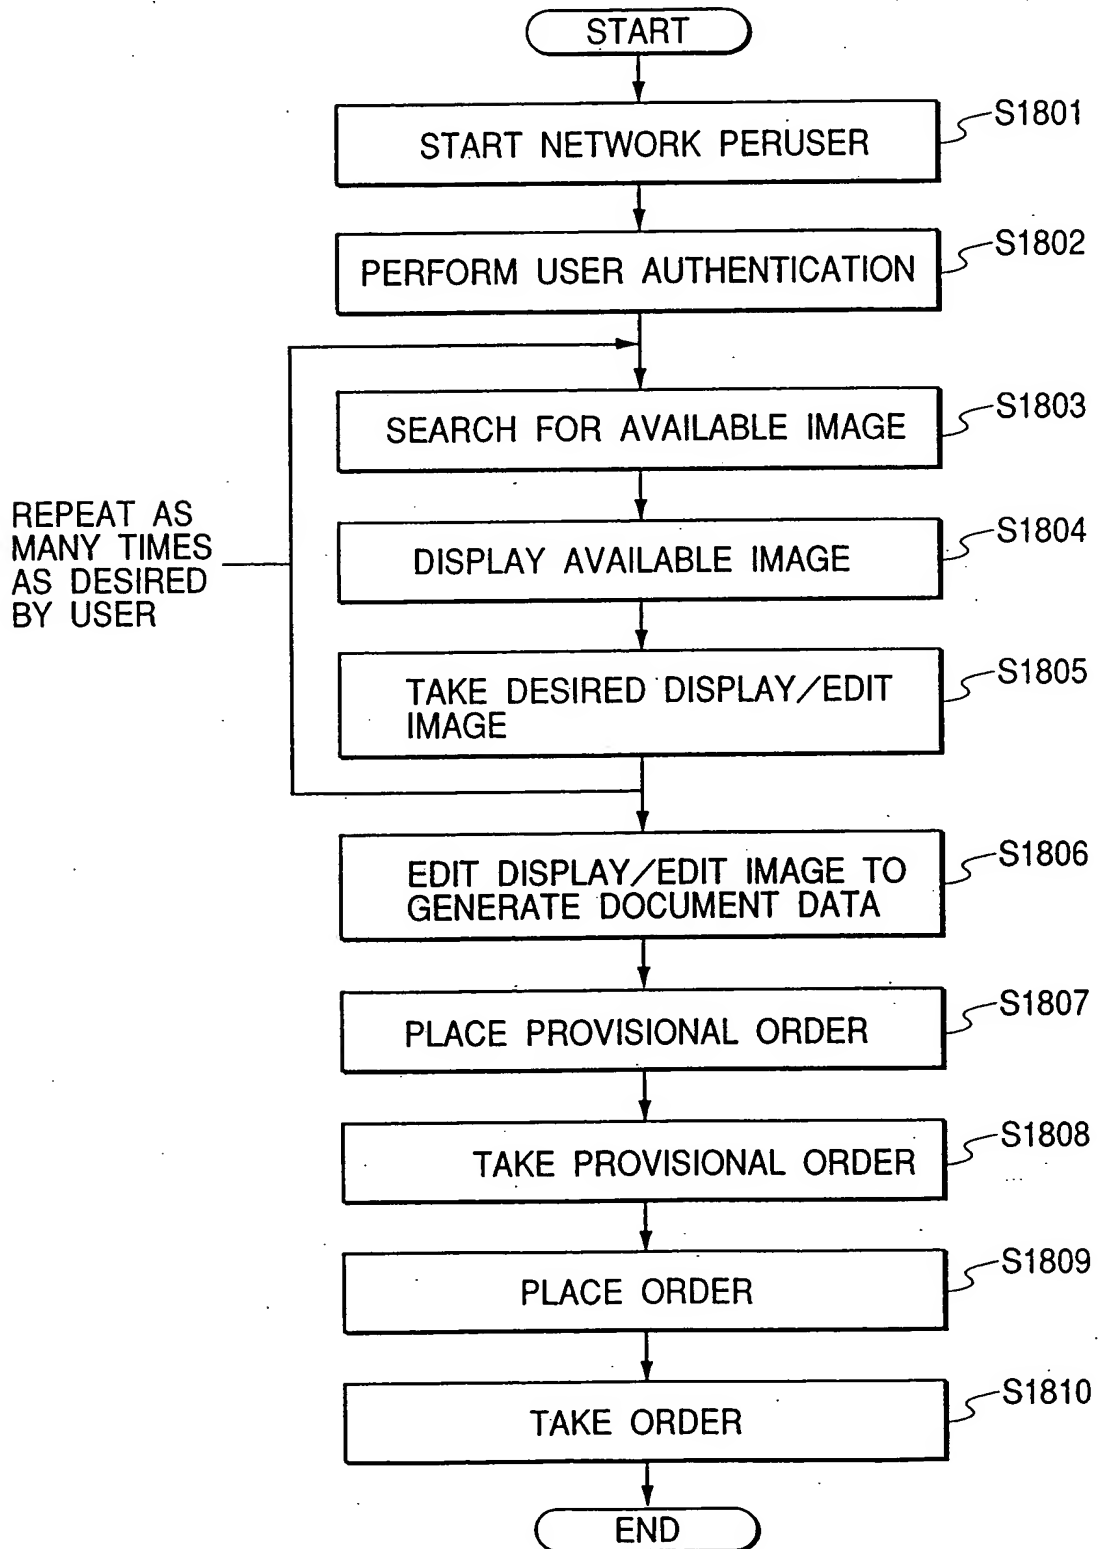 START
START NETWORK PERUSER
S1801
PERFORM USER AUTHENTICATION
S1802
SEARCH FOR AVAILABLE IMAGE
S1803
REPEAT AS
MANY TIMES
AS DESIRED
BY USER
DISPLAY AVAILABLE IMAGE
S1804
TAKE DESIRED DISPLAY/EDIT
IMAGE
S1805
EDIT DISPLAY/EDIT IMAGE TO
GENERATE DOCUMENT DATA
S1806
PLACE PROVISIONAL ORDER
S1807
TAKE PROVISIONAL ORDER
S1808
PLACE ORDER
S1809
TAKE ORDER
S1810
END